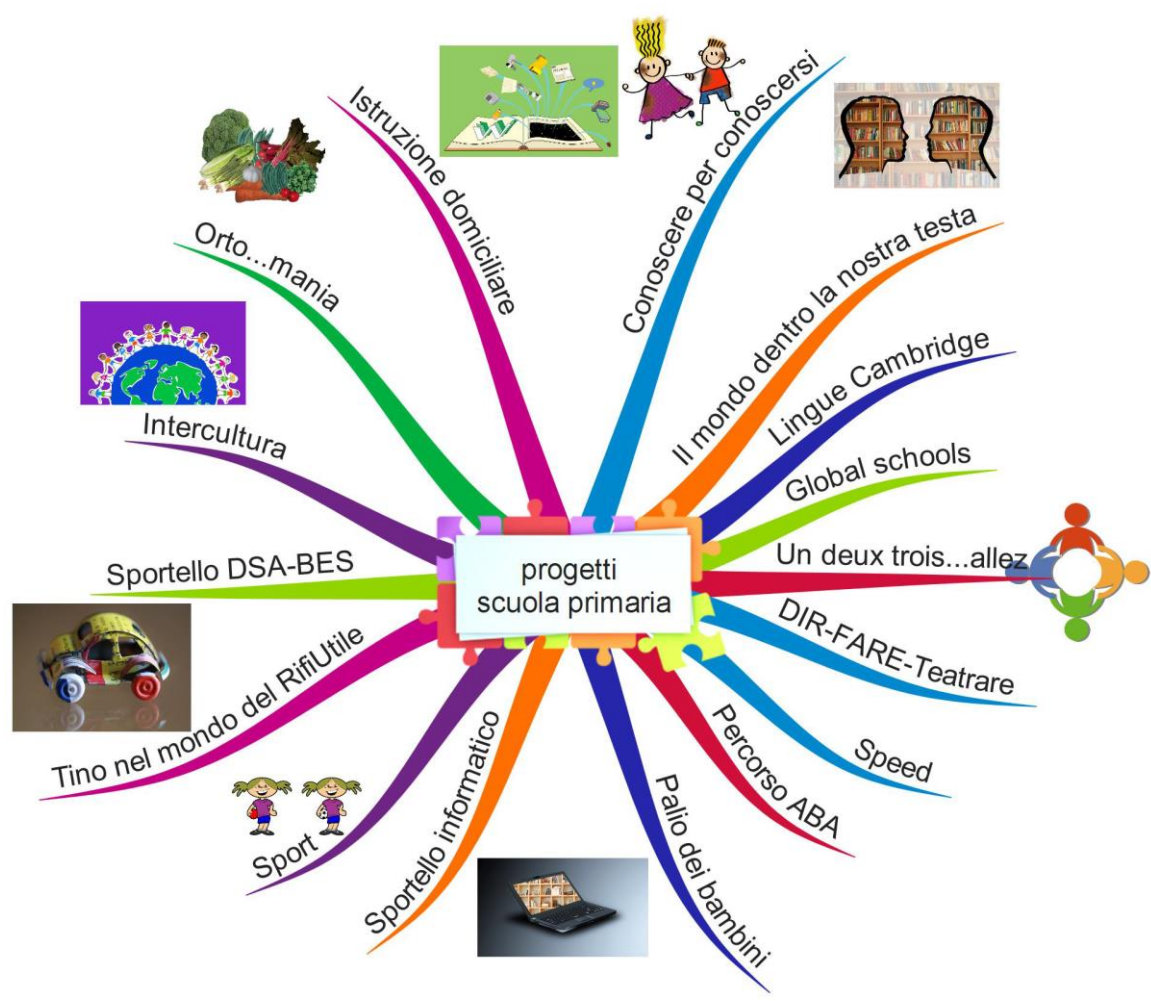 progetti
scuola primaria
Conoscere per conoscersi
Il mondo dentro la nostra testa
Lingue Cambridge
Global schools
Un deux trois...allez
DIR-FARE-Teatrare
Speed
Percorso ABA
Palio dei bambini
Sportello informatico
Sport
Tino nel mondo del RifiUtile
Sportello DSA-BES
Intercultura
Orto...mania
Istruzione domiciliare